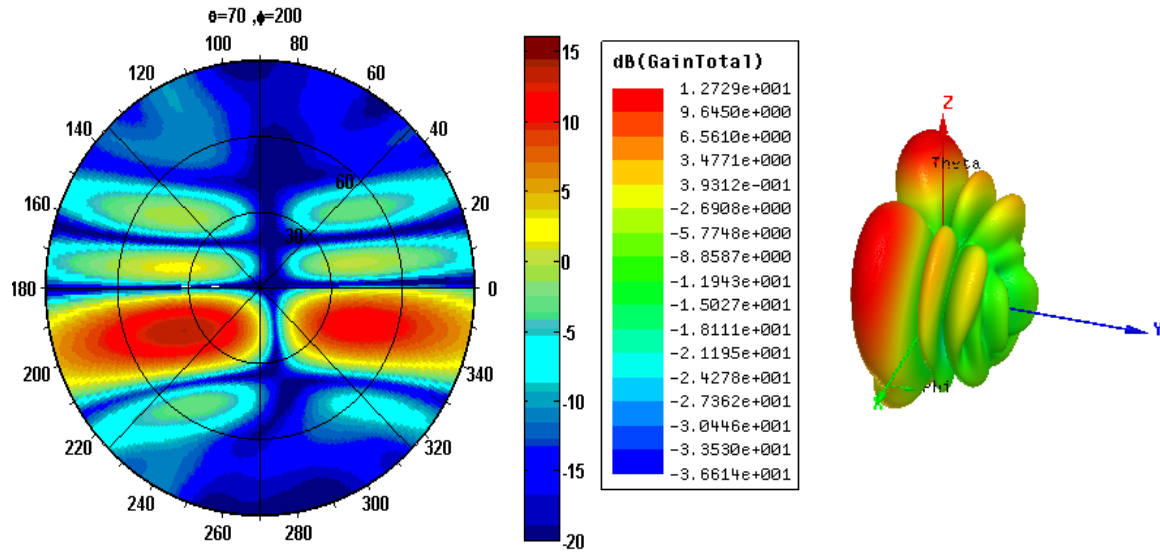 θ=70 ,ϕ=200
100
80
120
60
140
40
160
20
180
0
200
340
220
320
240
300
260
280
60
30
15
10
5
0
-5
-10
-15
-20
dB(GainTotal)
1.2729e+001
9.6450e+000
6.5610e+000
3.4771e+000
3.9312e-001
-2.6908e+000
-5.7748e+000
-8.8587e+000
-1.1943e+001
-1.5027e+001
-1.8111e+001
-2.1195e+001
-2.4278e+001
-2.7362e+001
-3.0446e+001
-3.3530e+001
-3.6614e+001
Z
Theta
Y
X
Phi